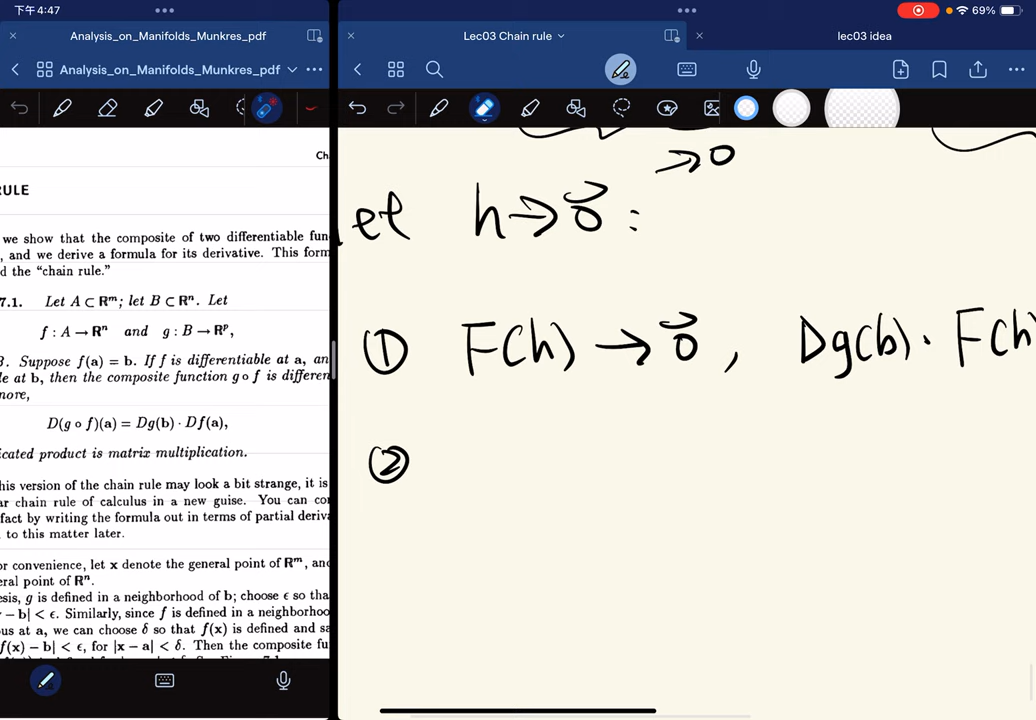 下午 4:47
69%
Analysis_on_Manifolds_Munkres_pdf
Lec03 Chain rule
lec03 idea
Analysis_on_Manifolds_Munkres_pdf
Ch
RULE
we show that the composite of two differentiable fun
, and we derive a formula for its derivative. This form
d the “chain rule.”
7.1. Let A ⊂ R^m; let B ⊂ R^n. Let
f : A → R^n and g : B → R^p,
B. Suppose f(a) = b. If f is differentiable at a, an
le at b, then the composite function g ∘ f is differen
nore,
D(g ∘ f)(a) = Dg(b) · Df(a),
icated product is matrix multiplication.
his version of the chain rule may look a bit strange, it is
ar chain rule of calculus in a new guise. You can con
fact by writing the formula out in terms of partial deriva
to this matter later.
or convenience, let x denote the general point of R^m, and
eral point of R^n.
esis, g is defined in a neighborhood of b; choose ϵ so tha
y − b| < ϵ. Similarly, since f is defined in a neighborhoo
us at a, we can choose δ so that f(x) is defined and sa
f(x) − b| < ϵ, for |x − a| < δ. Then the composite fu
→0
let h→0⃗ :
① F(h) → 0⃗ , Dg(b) · F(h
②